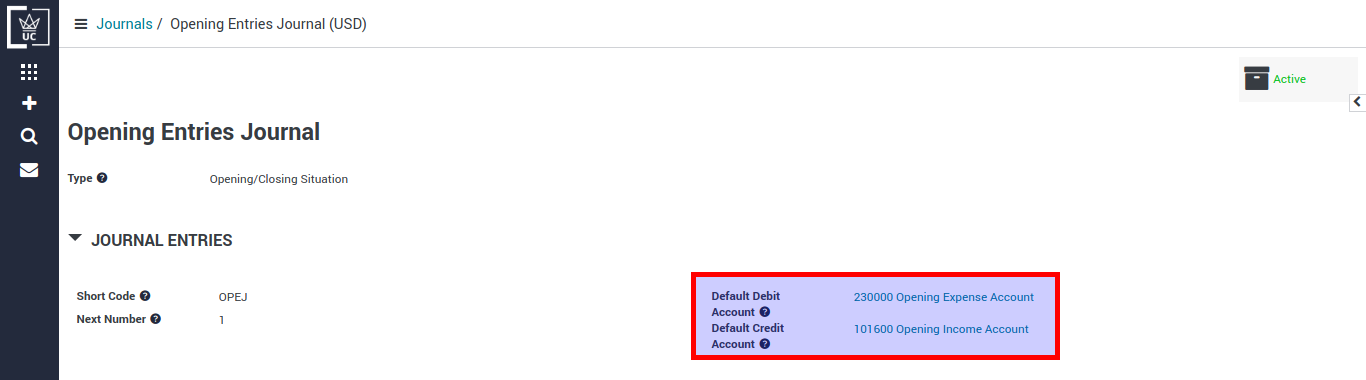 UC
Journals / Opening Entries Journal (USD)
Active
Opening Entries Journal
Type
Opening/Closing Situation
JOURNAL ENTRIES
Short Code
OPEJ
Next Number
1
Default Debit
Account
230000 Opening Expense Account
Default Credit
Account
101600 Opening Income Account